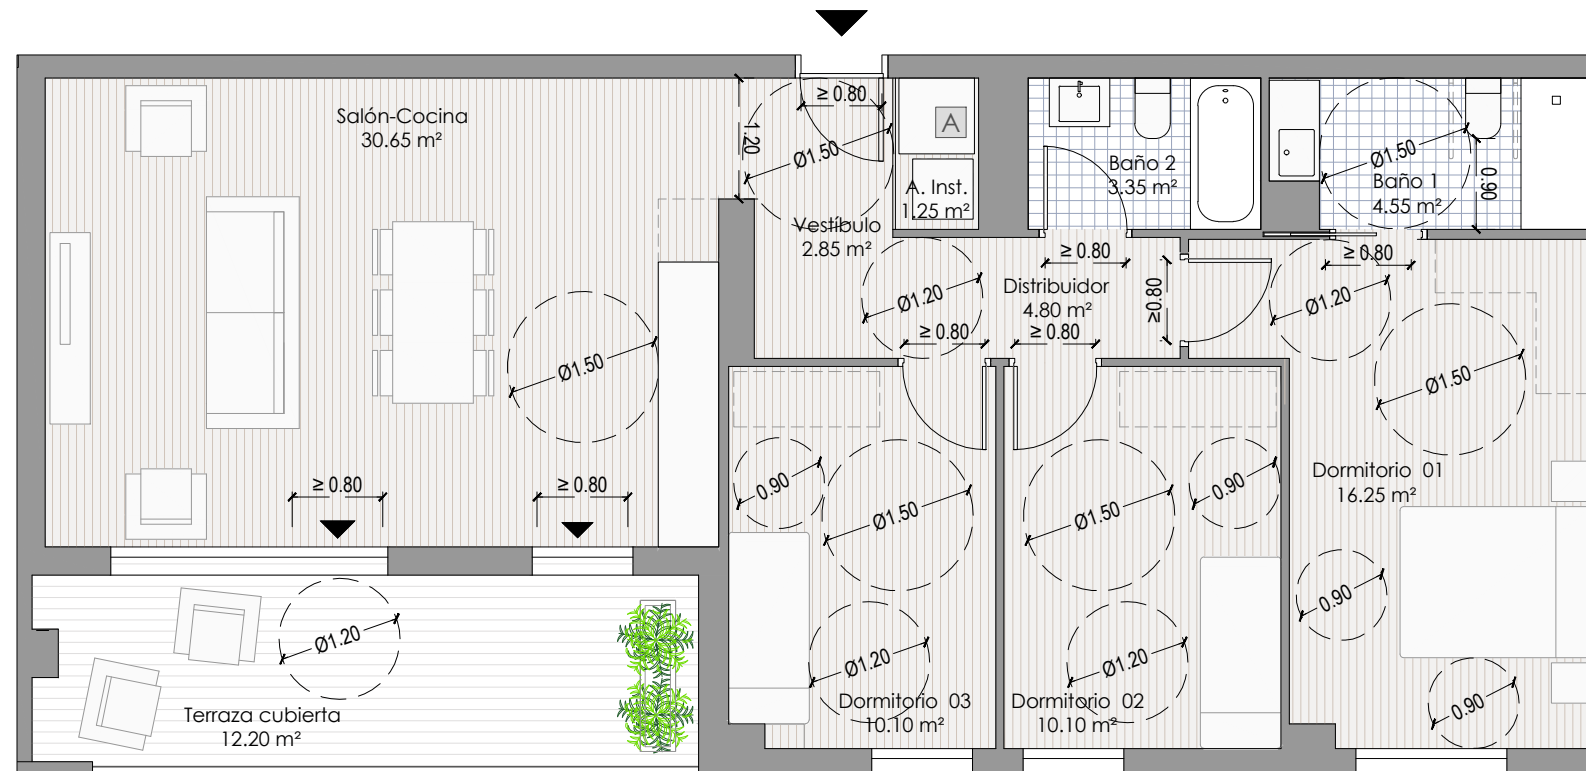 Salón-Cocina
30.65 m²
≥ 0.80
1.20
Ø1.50
A
A. Inst.
1.25 m²
Vestíbulo
2.85 m²
Baño 2
3.35 m²
Ø1.50
Baño 1
4.55 m²
0.90
≥ 0.80
≥ 0.80
Ø1.20
Distribuidor
4.80 m²
≥0.80
Ø1.20
≥ 0.80
≥ 0.80
Ø1.50
Ø1.50
Dormitorio 01
16.25 m²
≥ 0.80
≥ 0.80
0.90
Ø1.50
Ø1.50
0.90
0.90
Ø1.20
Ø1.20
Ø1.20
0.90
Dormitorio 03
10.10 m²
Dormitorio 02
10.10 m²
Terraza cubierta
12.20 m²